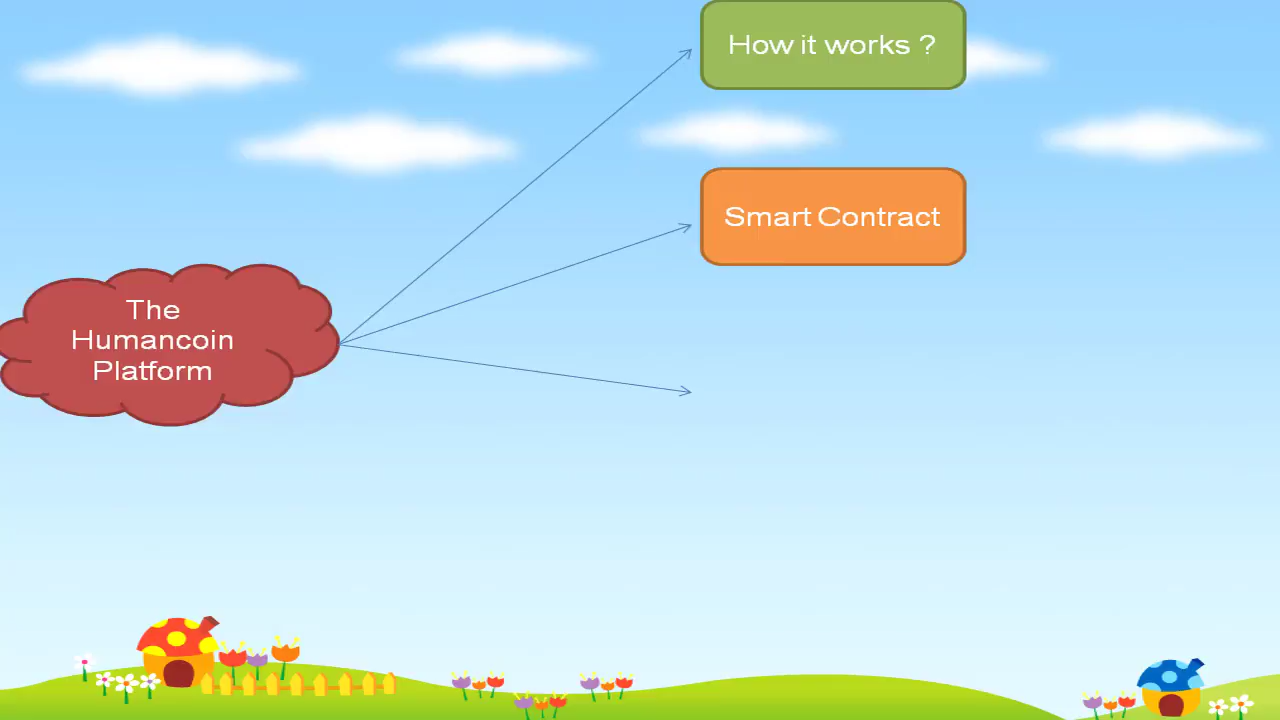 How it works ?
Smart Contract
The
Humancoin
Platform